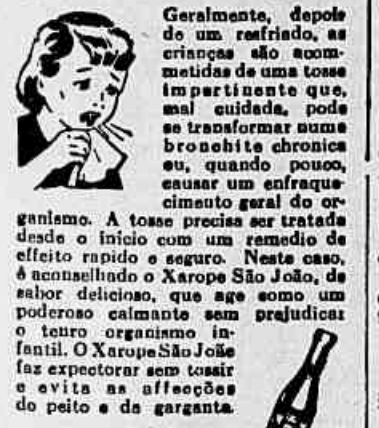 Geralmente, depois
de um resfriado, as
crianças são acom-
metidas de uma tosse
impertinente que,
mal cuidada, pode
se transformar numa
bronchite chronica
ou, quando pouco,
causar um enfraque-
cimento geral do or-
ganismo. A tosse precisa ser tratada
desde o inicio com um remedio de
effeito rapido e seguro. Neste caso,
é aconselhado o Xarope São João, de
sabor delicioso, que age como um
poderoso calmante sem prejudicar
o tenro organismo in-
fantil. O Xarope São João
faz expectorar sem tossir
e evita as affecções
do peito e da garganta.